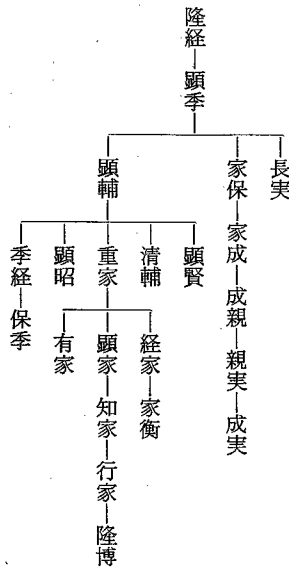 隆経―顕季
長実
家保―家成―成親―親実―成実
顕輔
顕賢
清輔
重家
顕昭
季経―保季
経家―家衡
顕家―知家―行家―隆博
有家